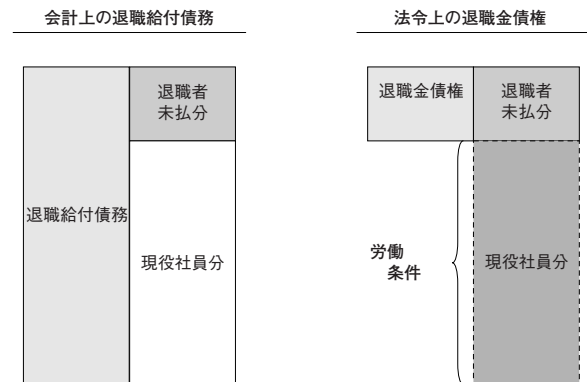 会計上の退職給付債務
退職給付債務
退職者
未払分
現役社員分
法令上の退職金債権
退職金債権
退職者
未払分
労働
条件
現役社員分